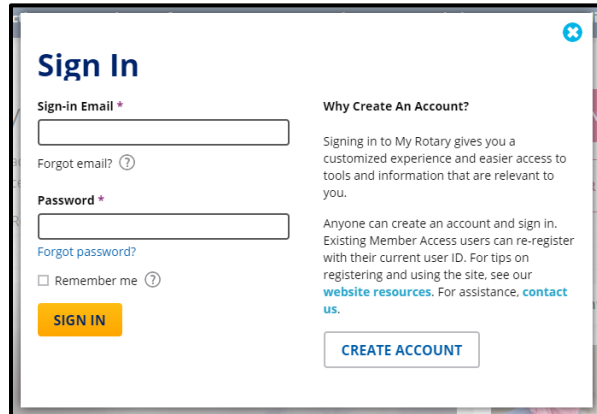 Sign In
Sign-in Email *
Forgot email? ?
Password *
Forgot password?
Remember me ?
SIGN IN
Why Create An Account?
Signing in to My Rotary gives you a
customized experience and easier access to
tools and information that are relevant to
you.
Anyone can create an account and sign in.
Existing Member Access users can re-register
with their current user ID. For tips on
registering and using the site, see our
website resources. For assistance, contact
us.
CREATE ACCOUNT